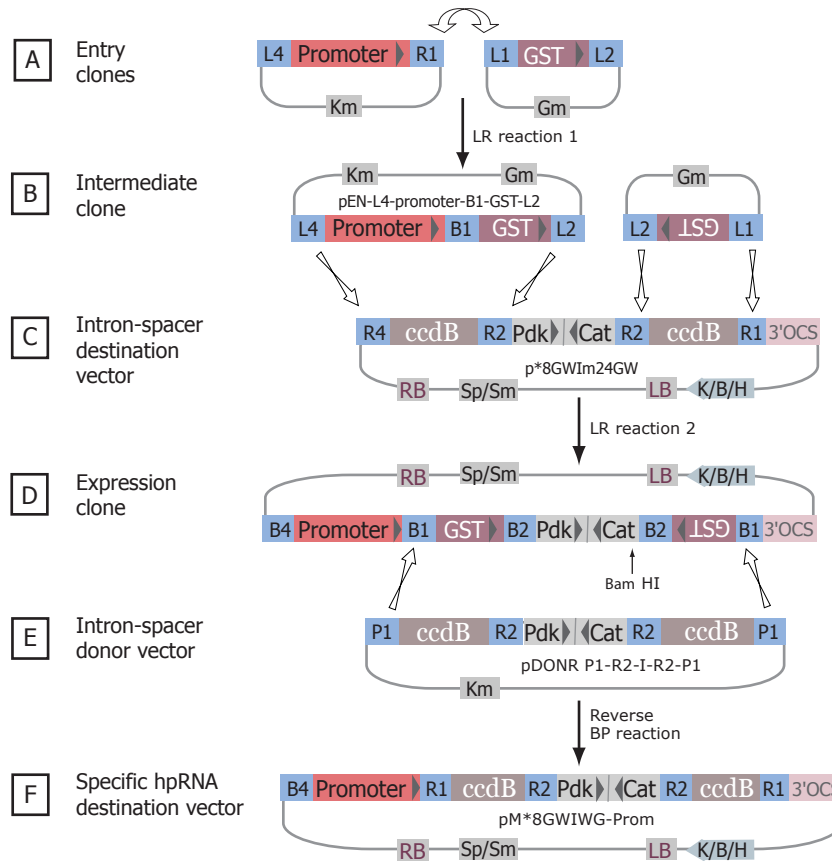 A
Entry
clones
L4 Promoter R1
L1 GST L2
Km
Gm
LR reaction 1
B
Intermediate
clone
Km Gm
pEN-L4-promoter-B1-GST-L2
L4 Promoter B1 GST L2
Gm
L2 GST L1
C
Intron-spacer
destination
vector
R4 ccdB R2 Pdk Cat R2 ccdB R1 3'OCS
p*8GWIm24GW
RB Sp/Sm LB K/B/H
LR reaction 2
D
Expression
clone
RB Sp/Sm LB K/B/H
B4 Promoter B1 GST B2 Pdk Cat B2 GST B1 3'OCS
Bam HI
E
Intron-spacer
donor vector
P1 ccdB R2 Pdk Cat R2 ccdB P1
pDONR P1-R2-I-R2-P1
Km
Reverse
BP reaction
F
Specific hpRNA
destination vector
B4 Promoter R1 ccdB R2 Pdk Cat R2 ccdB R1 3'OCS
pM*8GWIWG-Prom
RB Sp/Sm LB K/B/H